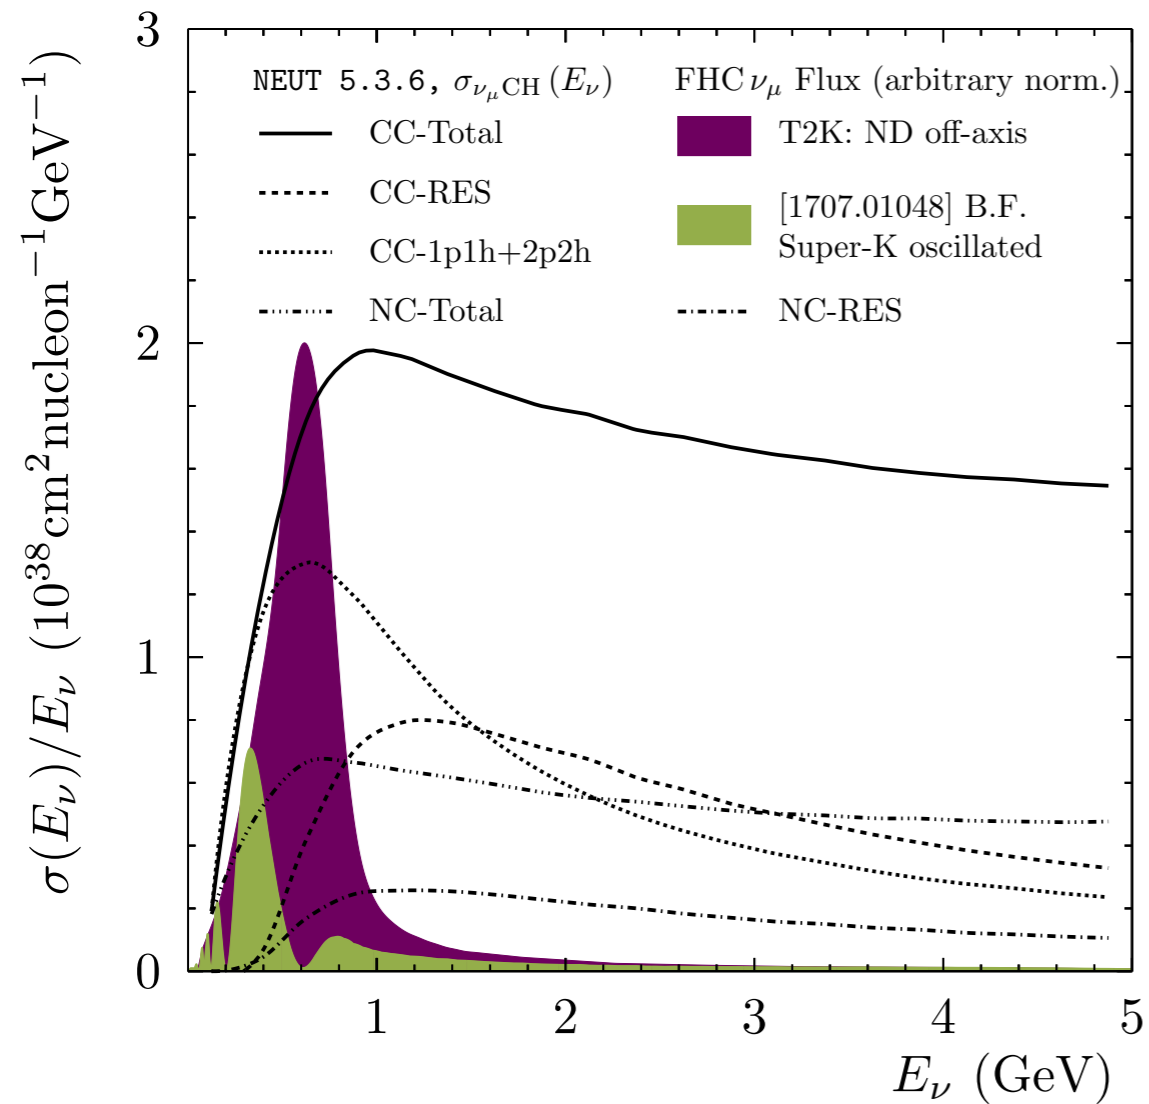 σ(E_ν)/E_ν (10^38 cm^2 nucleon^−1 GeV^−1)
3
2
1
0
NEUT 5.3.6, σ_{ν_μ CH} (E_ν)
CC-Total
CC-RES
CC-1p1h+2p2h
NC-Total
FHC ν_μ Flux (arbitrary norm.)
T2K: ND off-axis
[1707.01048] B.F.
Super-K oscillated
NC-RES
1 2 3 4 5
E_ν (GeV)